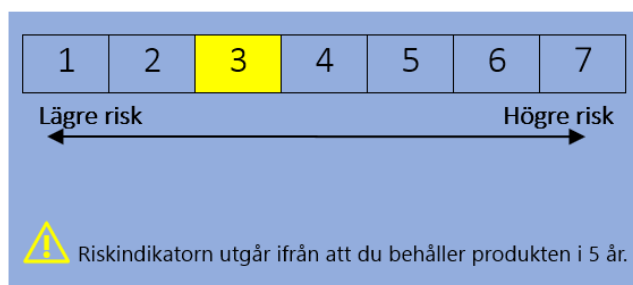 1 2 3 4 5 6 7
Lägre risk Högre risk
Riskindikatorn utgår ifrån att du behåller produkten i 5 år.